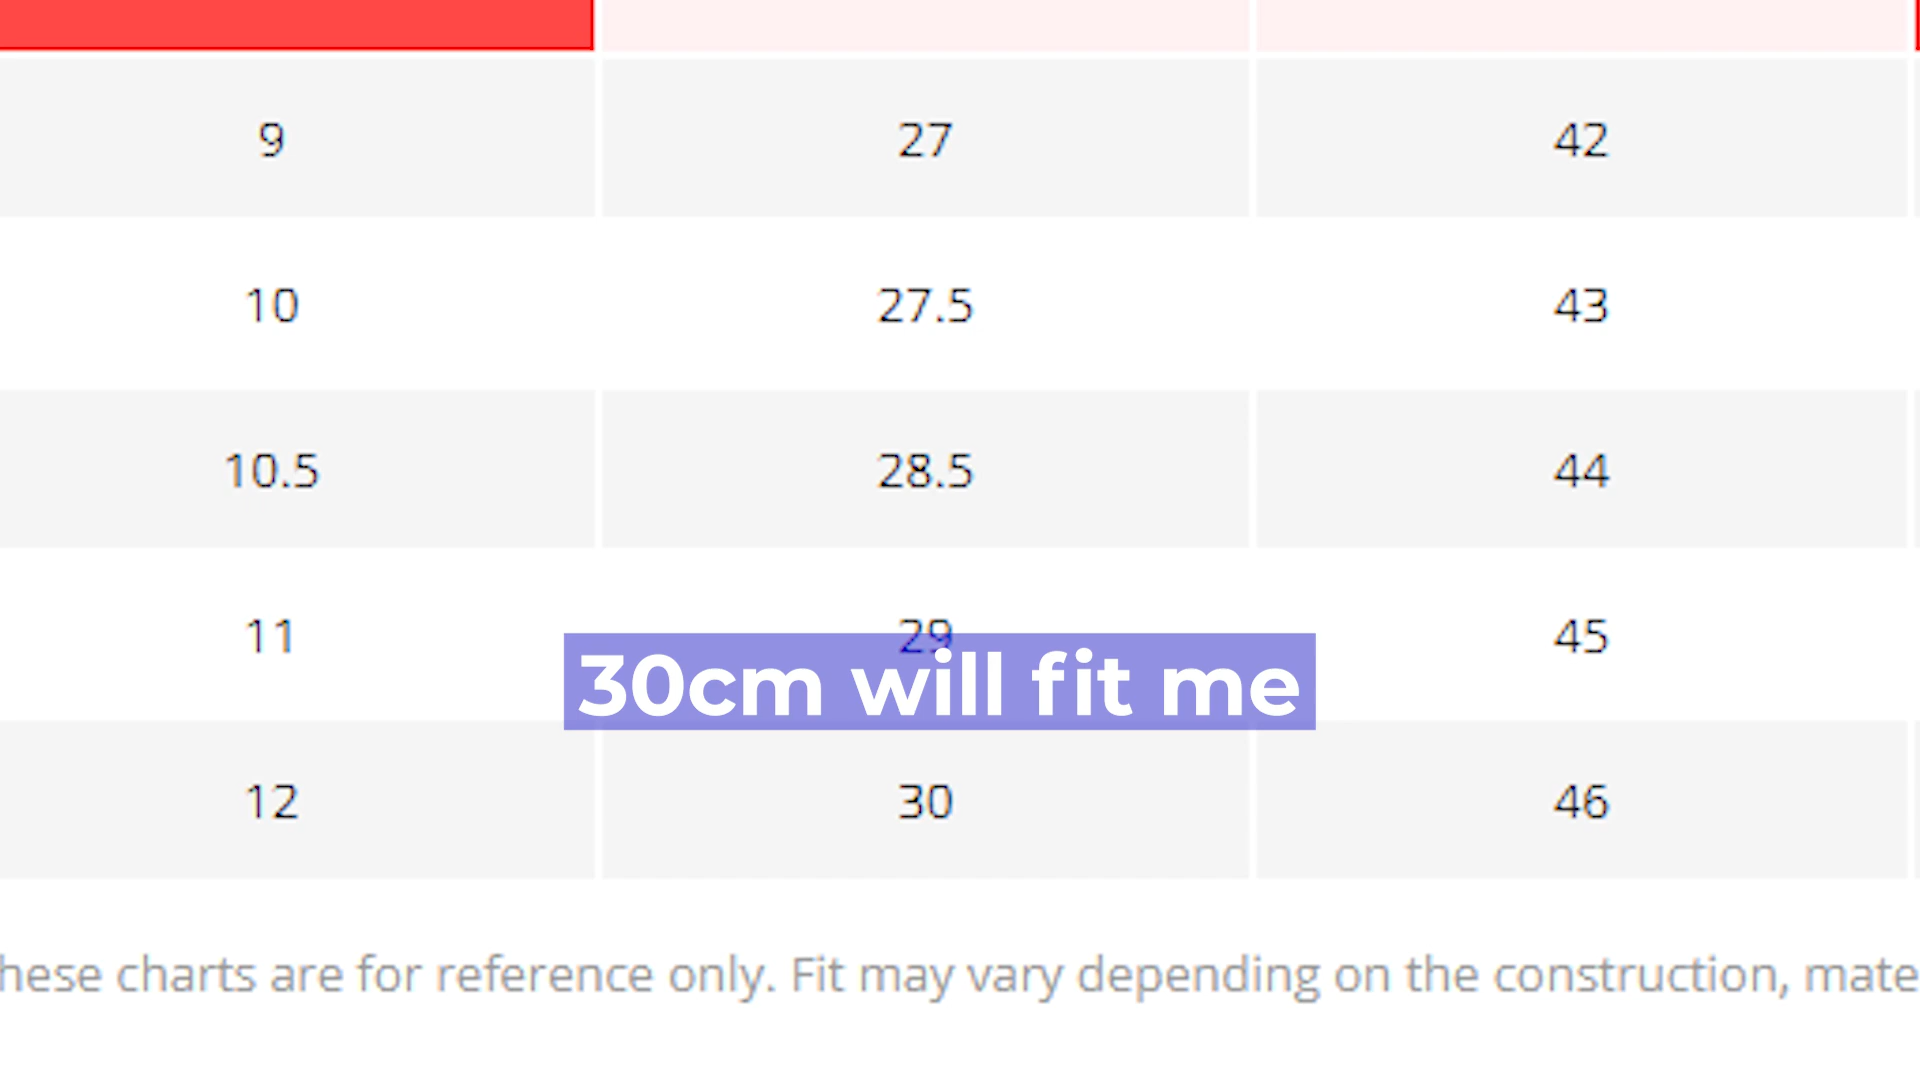 9 27 42
10 27.5 43
10.5 28.5 44
11 29 45
30cm will fit me
12 30 46
hese charts are for reference only. Fit may vary depending on the construction, mate